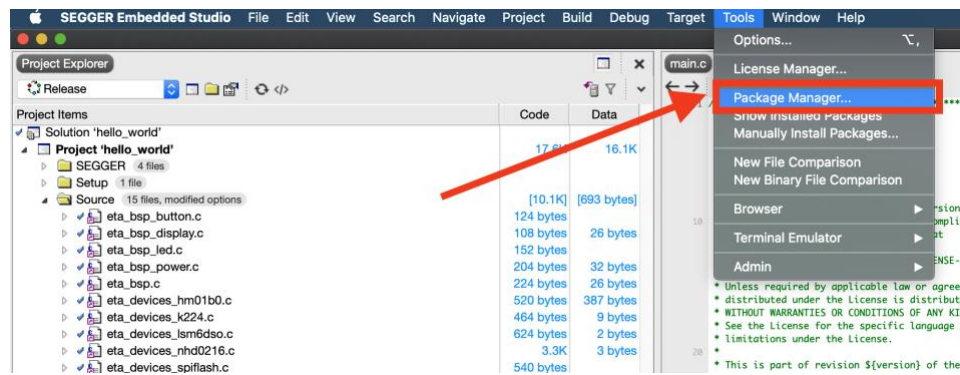 SEGGER Embedded Studio File Edit View Search Navigate Project Build Debug Target Tools Window Help
Project Explorer
Release
Project Items Code Data
Solution 'hello_world'
Project 'hello_world' 17.6K 16.1K
SEGGER 4 files
Setup 1 file
Source 15 files, modified options [10.1K] [693 bytes]
eta_bsp_button.c 124 bytes
eta_bsp_display.c 108 bytes 26 bytes
eta_bsp_led.c 152 bytes
eta_bsp_power.c 204 bytes 32 bytes
eta_bsp.c 224 bytes 26 bytes
eta_devices_hm01b0.c 520 bytes 387 bytes
eta_devices_k224.c 464 bytes 9 bytes
eta_devices_lsm6dso.c 624 bytes 2 bytes
eta_devices_nhd0216.c 3.3K 3 bytes
eta_devices_spiflash.c 540 bytes
main.c
Options... ⌥,
License Manager...
Package Manager...
Show Installed Packages
Manually Install Packages...
New File Comparison
New Binary File Comparison
Browser
Terminal Emulator
Admin
10
* Unless required by applicable law or agree
* distributed under the License is distribut
* WITHOUT WARRANTIES OR CONDITIONS OF ANY KI
* See the License for the specific language
* limitations under the License.
20 *
* This is part of revision ${version} of the